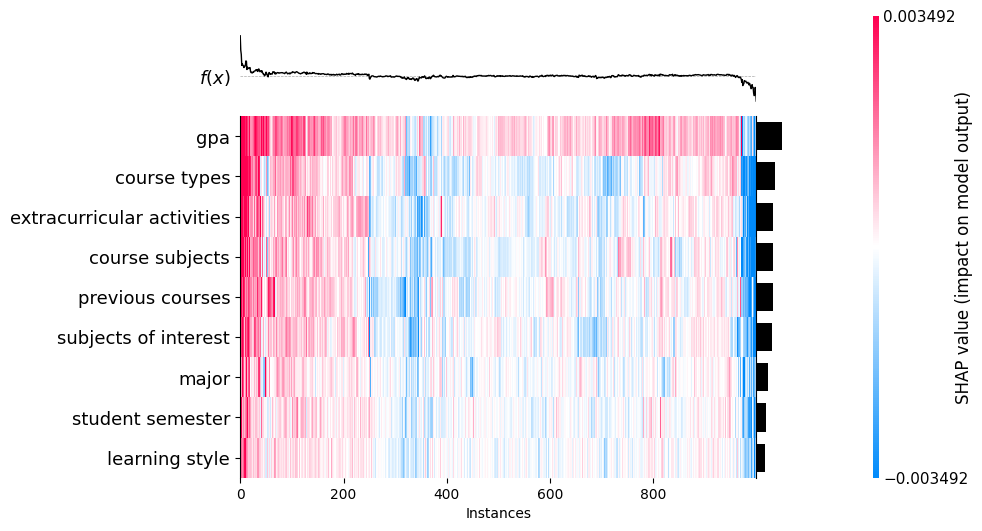 0.003492
f(x)
gpa
course types
extracurricular activities
course subjects
previous courses
subjects of interest
major
student semester
learning style
0 200 400 600 800
Instances
SHAP value (impact on model output)
−0.003492